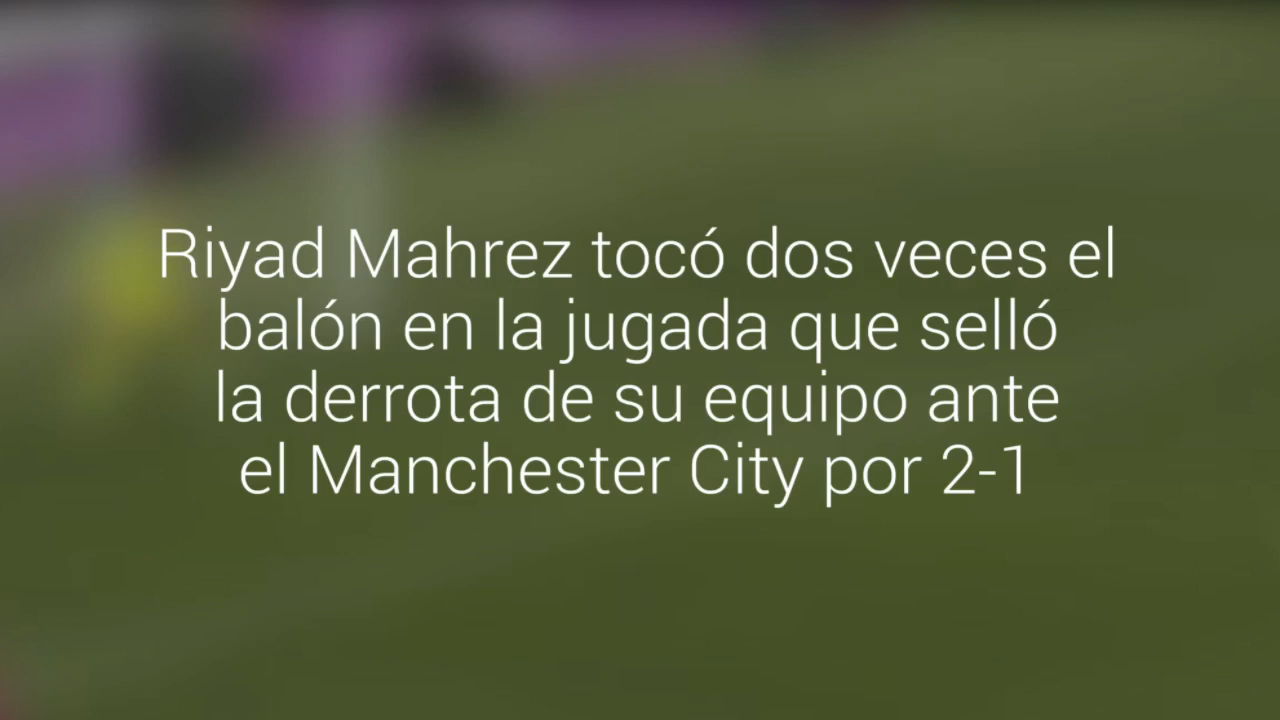 Riyad Mahrez tocó dos veces el
balón en la jugada que selló
la derrota de su equipo ante
el Manchester City por 2-1